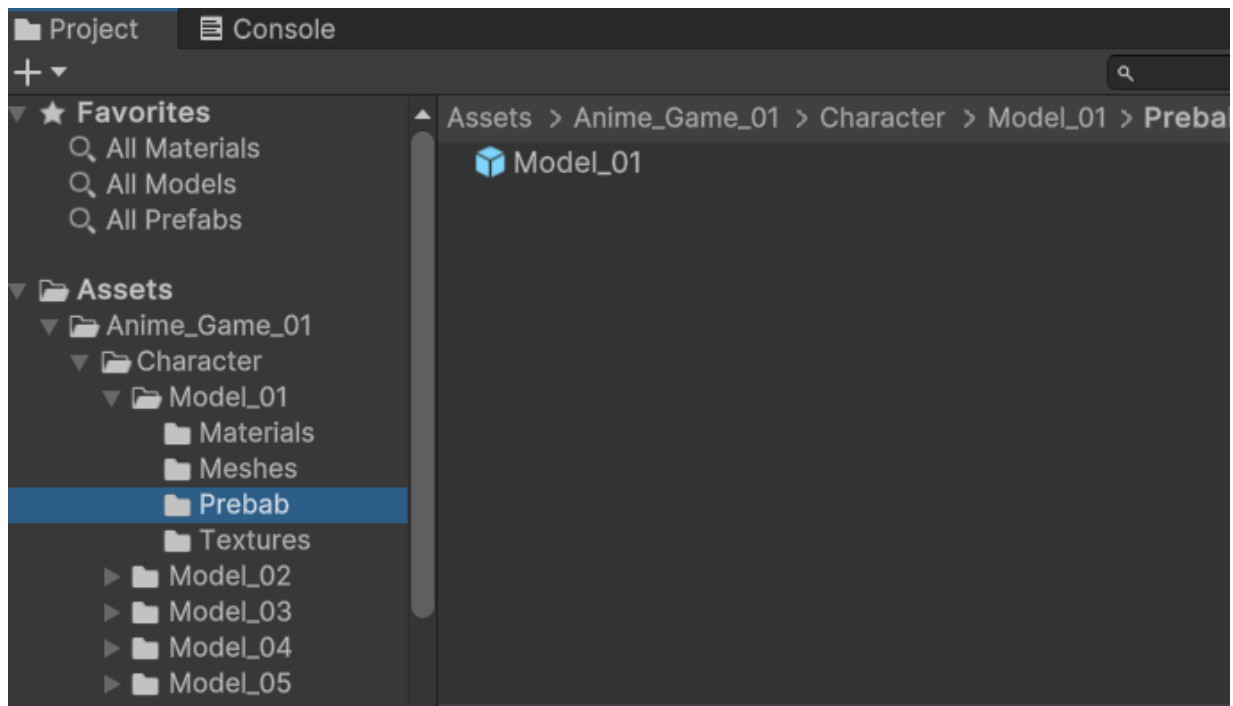 Project Console
Favorites
All Materials
All Models
All Prefabs
Assets
Anime_Game_01
Character
Model_01
Materials
Meshes
Prebab
Textures
Model_02
Model_03
Model_04
Model_05
Assets > Anime_Game_01 > Character > Model_01 > Preba
Model_01